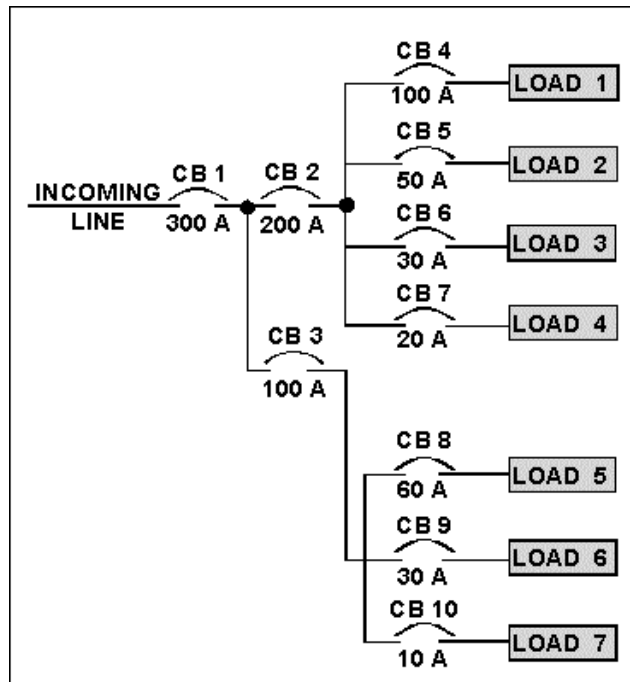 CB 4
100 A
LOAD 1
CB 5
50 A
LOAD 2
CB 1
CB 2
INCOMING
LINE
300 A
200 A
CB 6
30 A
LOAD 3
CB 7
20 A
LOAD 4
CB 3
100 A
CB 8
60 A
LOAD 5
CB 9
30 A
LOAD 6
CB 10
10 A
LOAD 7